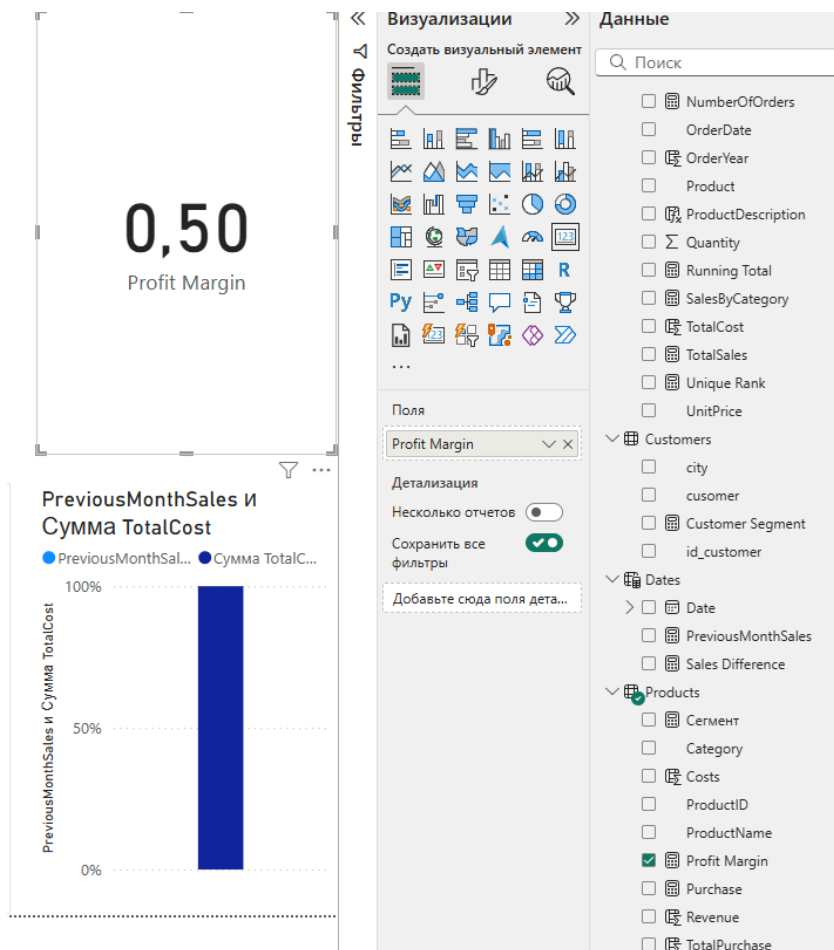 0,50
Profit Margin
PreviousMonthSales и
Сумма TotalCost
PreviousMonthSal... Сумма TotalC...
100%
50%
0%
PreviousMonthSales и Сумма TotalCost
Фильтры
Визуализации
Создать визуальный элемент
123
R
Py
123
...
Поля
Profit Margin
Детализация
Несколько отчетов
Сохранить все
фильтры
Добавьте сюда поля дета...
Данные
Поиск
NumberOfOrders
OrderDate
OrderYear
Product
ProductDescription
Quantity
Running Total
SalesByCategory
TotalCost
TotalSales
Unique Rank
UnitPrice
Customers
city
cusomer
Customer Segment
id_customer
Dates
Date
PreviousMonthSales
Sales Difference
Products
Сегмент
Category
Costs
ProductID
ProductName
Profit Margin
Purchase
Revenue
TotalPurchase